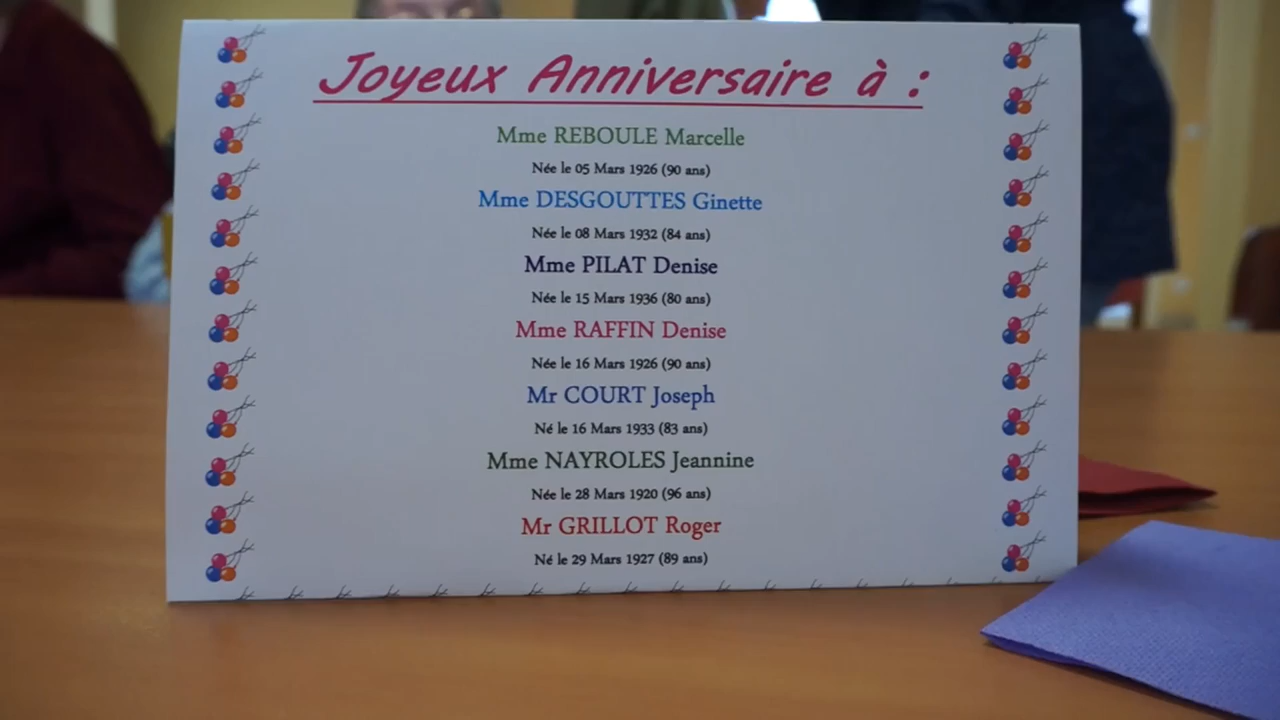 Joyeux Anniversaire à :
Mme REBOULE Marcelle
Née le 05 Mars 1926 (90 ans)
Mme DESGOUTTES Ginette
Née le 08 Mars 1932 (84 ans)
Mme PILAT Denise
Née le 15 Mars 1936 (80 ans)
Mme RAFFIN Denise
Née le 16 Mars 1926 (90 ans)
Mr COURT Joseph
Né le 16 Mars 1933 (83 ans)
Mme NAYROLES Jeannine
Née le 28 Mars 1920 (96 ans)
Mr GRILLOT Roger
Né le 29 Mars 1927 (89 ans)